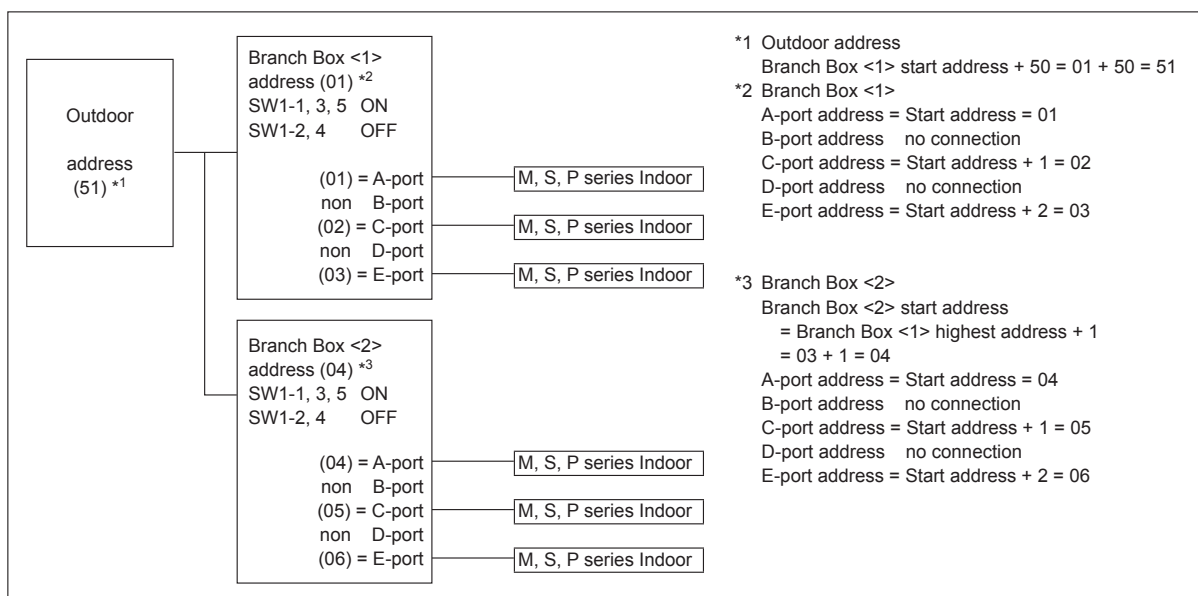 Outdoor
address
(51) *1
Branch Box <1>
address (01) *2
SW1-1, 3, 5 ON
SW1-2, 4 OFF
(01) = A-port
non B-port
(02) = C-port
non D-port
(03) = E-port
M, S, P series Indoor
M, S, P series Indoor
M, S, P series Indoor
Branch Box <2>
address (04) *3
SW1-1, 3, 5 ON
SW1-2, 4 OFF
(04) = A-port
non B-port
(05) = C-port
non D-port
(06) = E-port
M, S, P series Indoor
M, S, P series Indoor
M, S, P series Indoor
*1 Outdoor address
Branch Box <1> start address + 50 = 01 + 50 = 51
*2 Branch Box <1>
A-port address = Start address = 01
B-port address no connection
C-port address = Start address + 1 = 02
D-port address no connection
E-port address = Start address + 2 = 03
*3 Branch Box <2>
Branch Box <2> start address
= Branch Box <1> highest address + 1
= 03 + 1 = 04
A-port address = Start address = 04
B-port address no connection
C-port address = Start address + 1 = 05
D-port address no connection
E-port address = Start address + 2 = 06